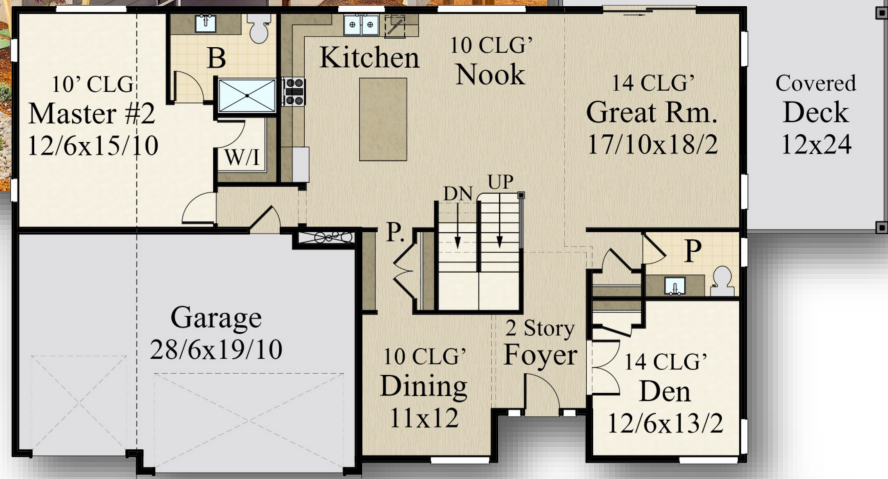 10' CLG
Master #2
12/6x15/10
B
W/I
Kitchen
10 CLG'
Nook
14 CLG'
Great Rm.
17/10x18/2
Covered
Deck
12x24
DN
UP
P.
P
Garage
28/6x19/10
10 CLG'
Dining
11x12
2 Story
Foyer
14 CLG'
Den
12/6x13/2